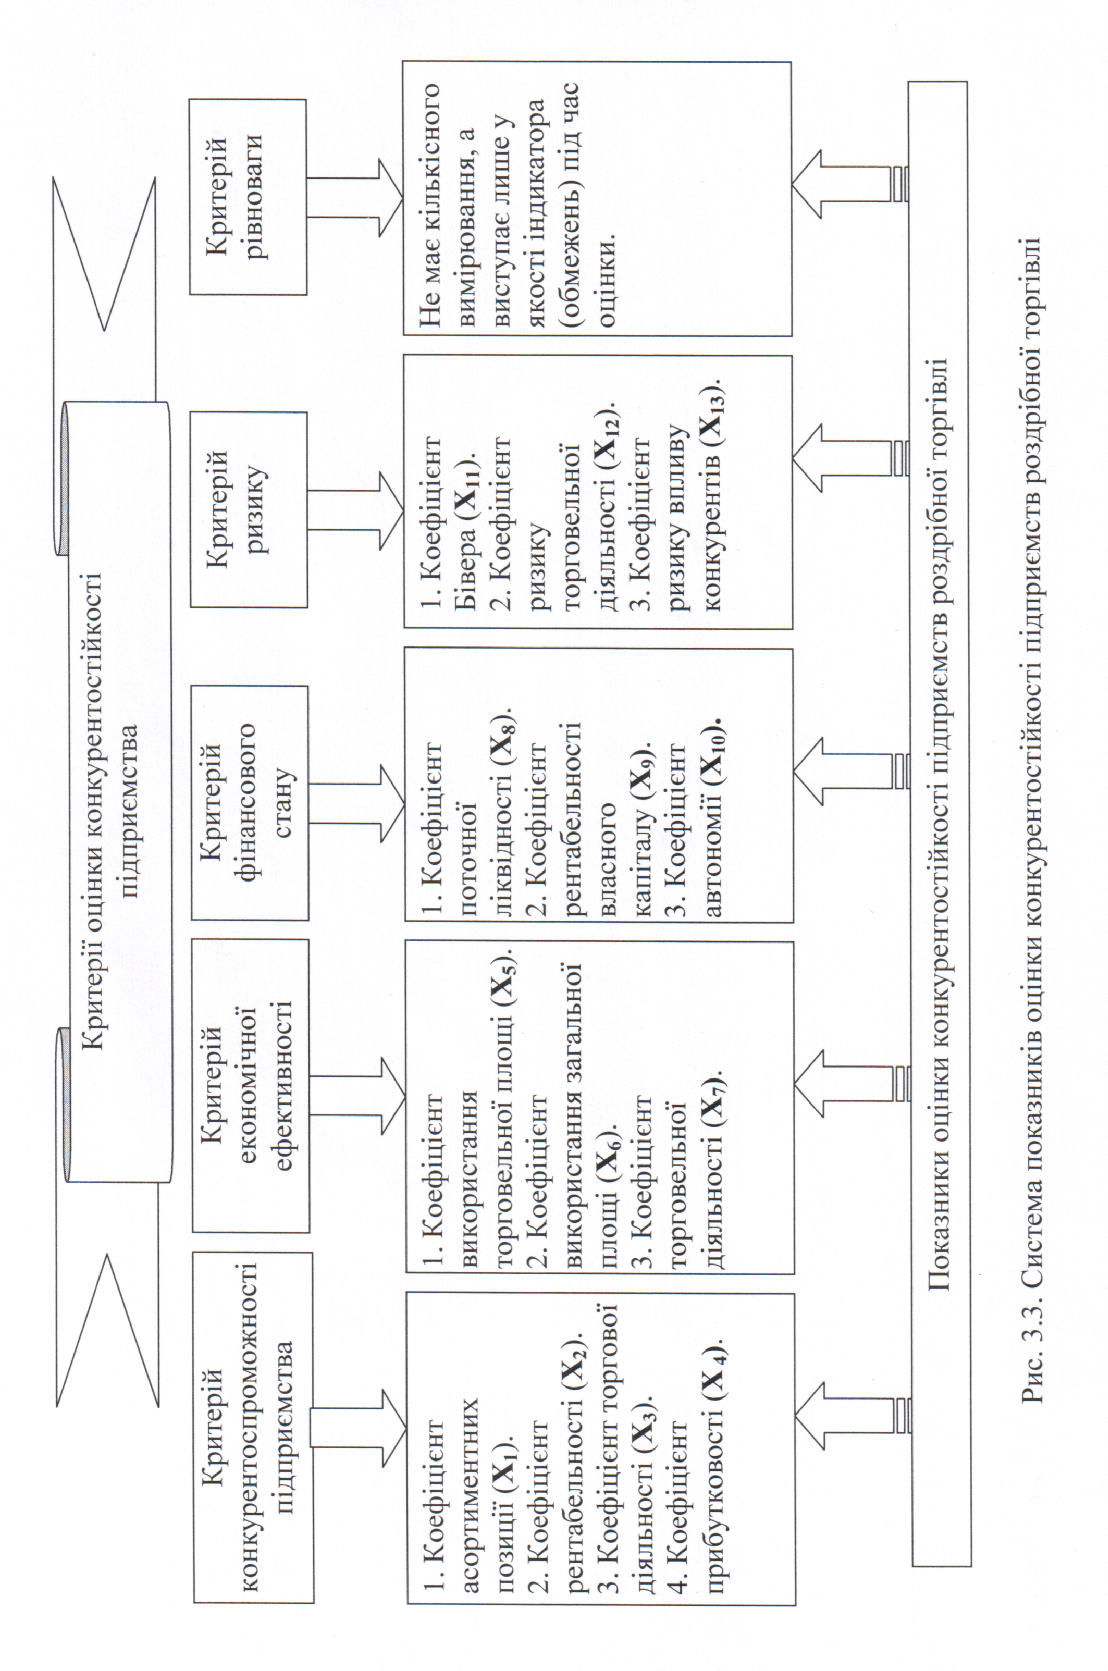 Критерії оцінки конкурентостійкості
підприємства
Критерій
конкурентоспроможності
підприємства
Критерій
економічної
ефективності
Критерій
фінансового
стану
Критерій
ризику
Критерій
рівноваги
1. Коефіцієнт
асортиментних
позиції (X1).
2. Коефіцієнт
рентабельності (X2).
3. Коефіцієнт торгової
діяльності (X3).
4. Коефіцієнт
прибутковості (X4).
1. Коефіцієнт
використання
торговельної площі (X5).
2. Коефіцієнт
використання загальної
площі (X6).
3. Коефіцієнт
торговельної
діяльності (X7).
1. Коефіцієнт
поточної
ліквідності (X8).
2. Коефіцієнт
рентабельності
власного
капіталу (X9).
3. Коефіцієнт
автономії (X10).
1. Коефіцієнт
Бівера (X11).
2. Коефіцієнт
ризику
торговельної
діяльності (X12).
3. Коефіцієнт
ризику впливу
конкурентів (X13).
Не має кількісного
вимірювання, а
виступає лише у
якості індикатора
(обмежень) під час
оцінки.
Показники оцінки конкурентостійкості підприємств роздрібної торгівлі
Рис. 3.3. Система показників оцінки конкурентостійкості підприємств роздрібної торгівлі